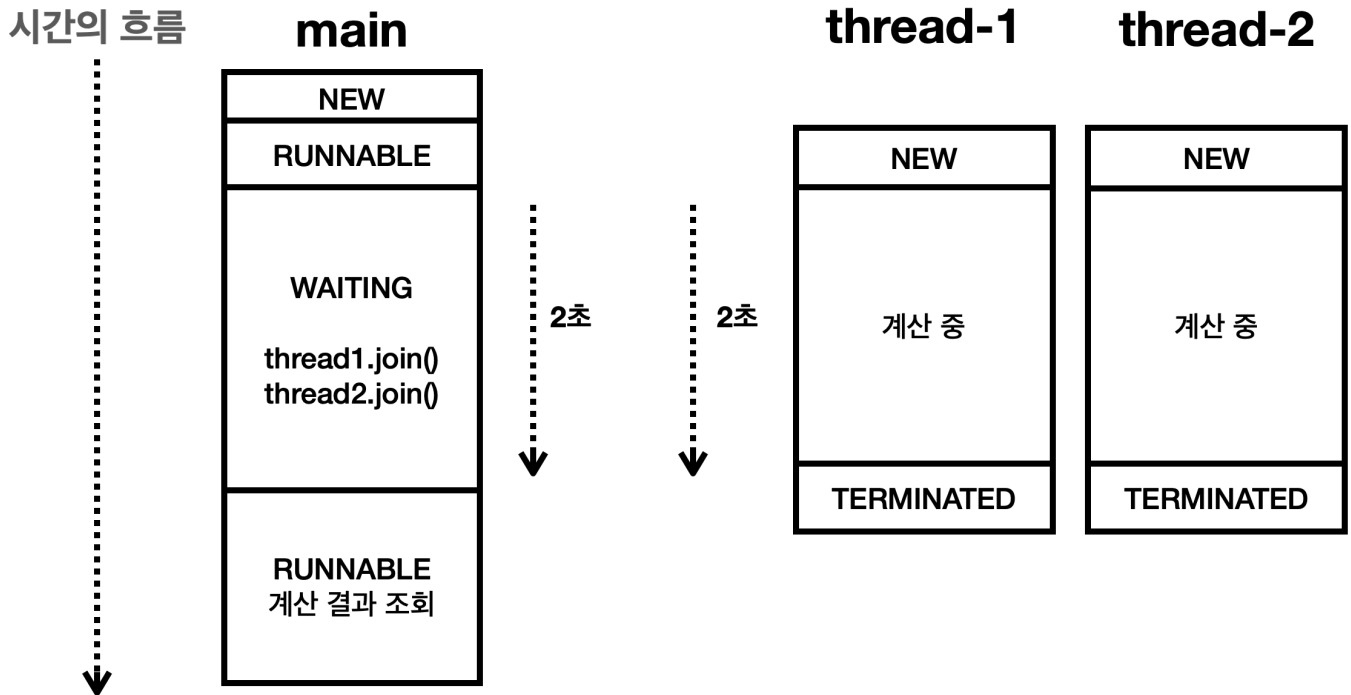 시간의 흐름
main
NEW
RUNNABLE
WAITING
thread1.join()
thread2.join()
RUNNABLE
계산 결과 조회
2초
2초
thread-1
NEW
계산 중
TERMINATED
thread-2
NEW
계산 중
TERMINATED